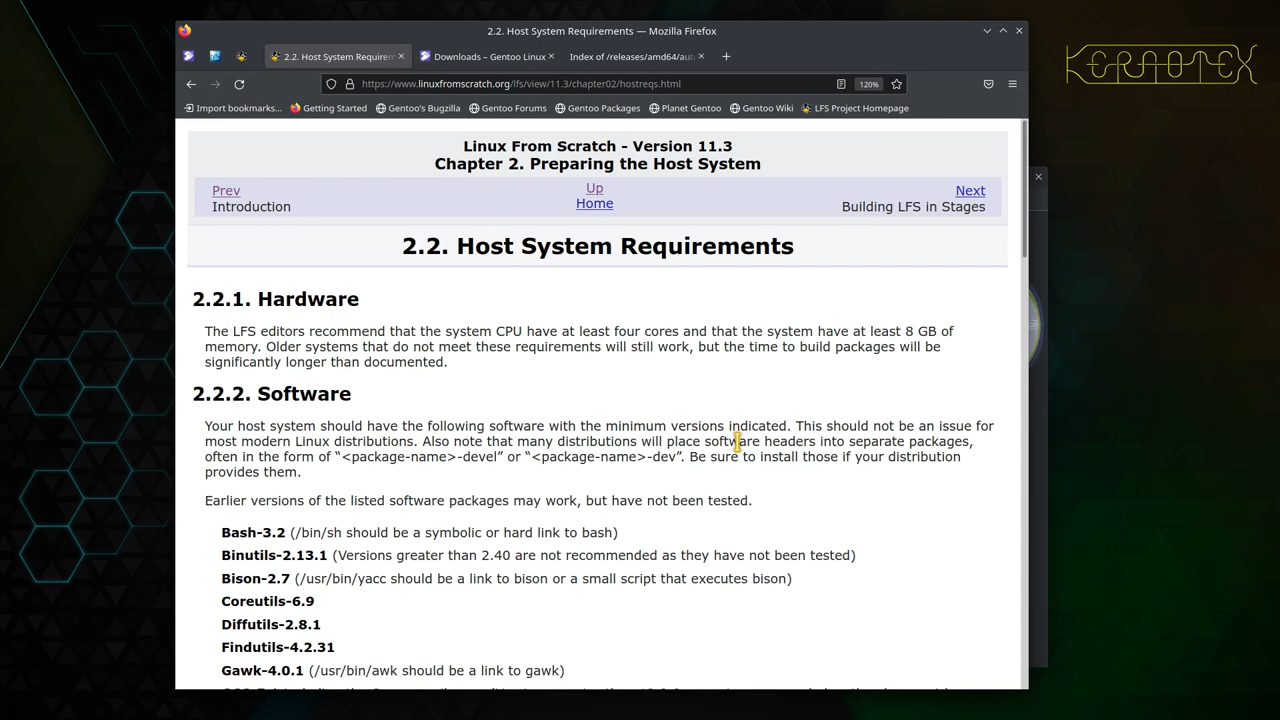 2.2. Host System Requirements — Mozilla Firefox
2.2. Host System Requirem
Downloads – Gentoo Linux
Index of /releases/amd64/aut
https://www.linuxfromscratch.org/lfs/view/11.3/chapter02/hostreqs.html
120%
Import bookmarks...
Getting Started
Gentoo's Bugzilla
Gentoo Forums
Gentoo Packages
Planet Gentoo
Gentoo Wiki
LFS Project Homepage
KERAOTEX
Linux From Scratch - Version 11.3
Chapter 2. Preparing the Host System
Prev
Introduction
Up
Home
Next
Building LFS in Stages
2.2. Host System Requirements
2.2.1. Hardware
The LFS editors recommend that the system CPU have at least four cores and that the system have at least 8 GB of
memory. Older systems that do not meet these requirements will still work, but the time to build packages will be
significantly longer than documented.
2.2.2. Software
Your host system should have the following software with the minimum versions indicated. This should not be an issue for
most modern Linux distributions. Also note that many distributions will place software headers into separate packages,
often in the form of “<package-name>-devel” or “<package-name>-dev”. Be sure to install those if your distribution
provides them.
Earlier versions of the listed software packages may work, but have not been tested.
Bash-3.2 (/bin/sh should be a symbolic or hard link to bash)
Binutils-2.13.1 (Versions greater than 2.40 are not recommended as they have not been tested)
Bison-2.7 (/usr/bin/yacc should be a link to bison or a small script that executes bison)
Coreutils-6.9
Diffutils-2.8.1
Findutils-4.2.31
Gawk-4.0.1 (/usr/bin/awk should be a link to gawk)